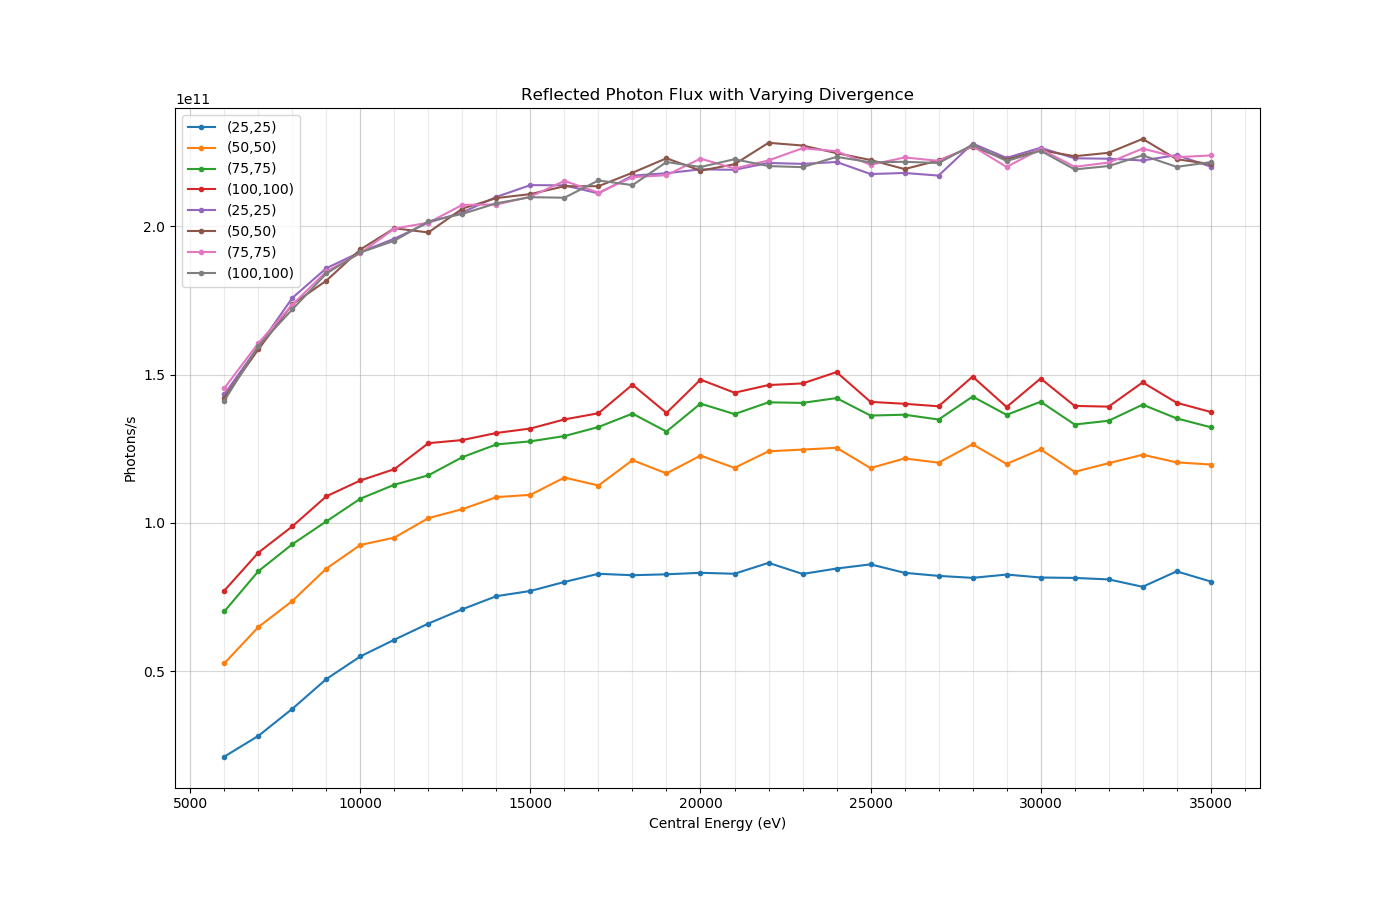 Reflected Photon Flux with Varying Divergence
1e11
(25,25)
(50,50)
(75,75)
(100,100)
(25,25)
(50,50)
(75,75)
(100,100)
2.0
1.5
1.0
0.5
Photons/s
5000 10000 15000 20000 25000 30000 35000
Central Energy (eV)